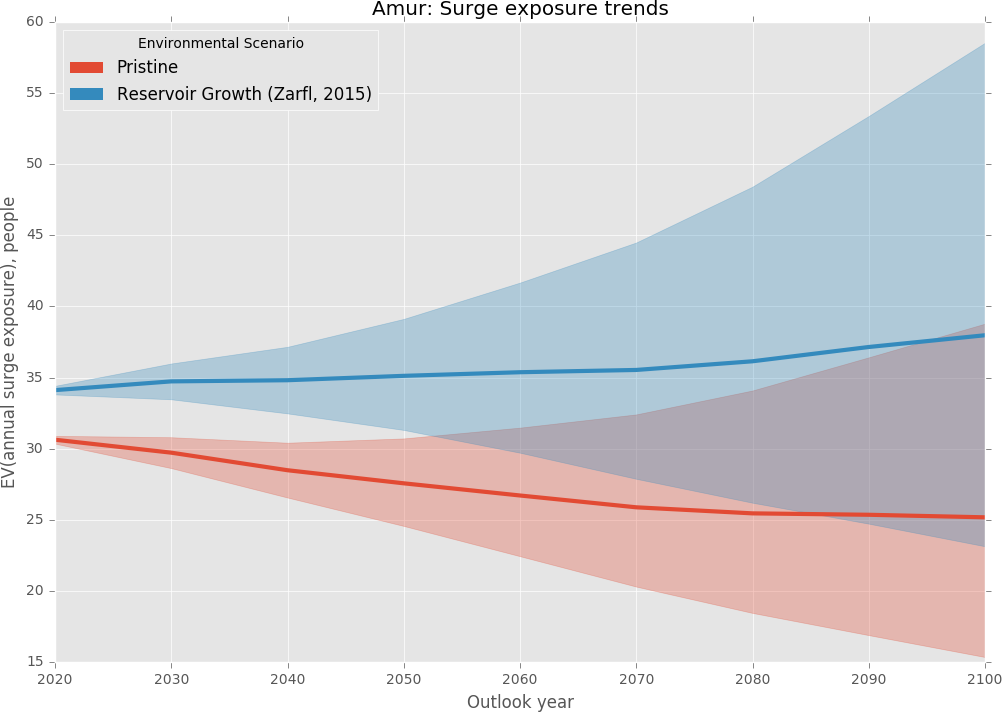 Amur: Surge exposure trends
Environmental Scenario
Pristine
Reservoir Growth (Zarfl, 2015)
EV(annual surge exposure), people
60
55
50
45
40
35
30
25
20
15
2020 2030 2040 2050 2060 2070 2080 2090 2100
Outlook year